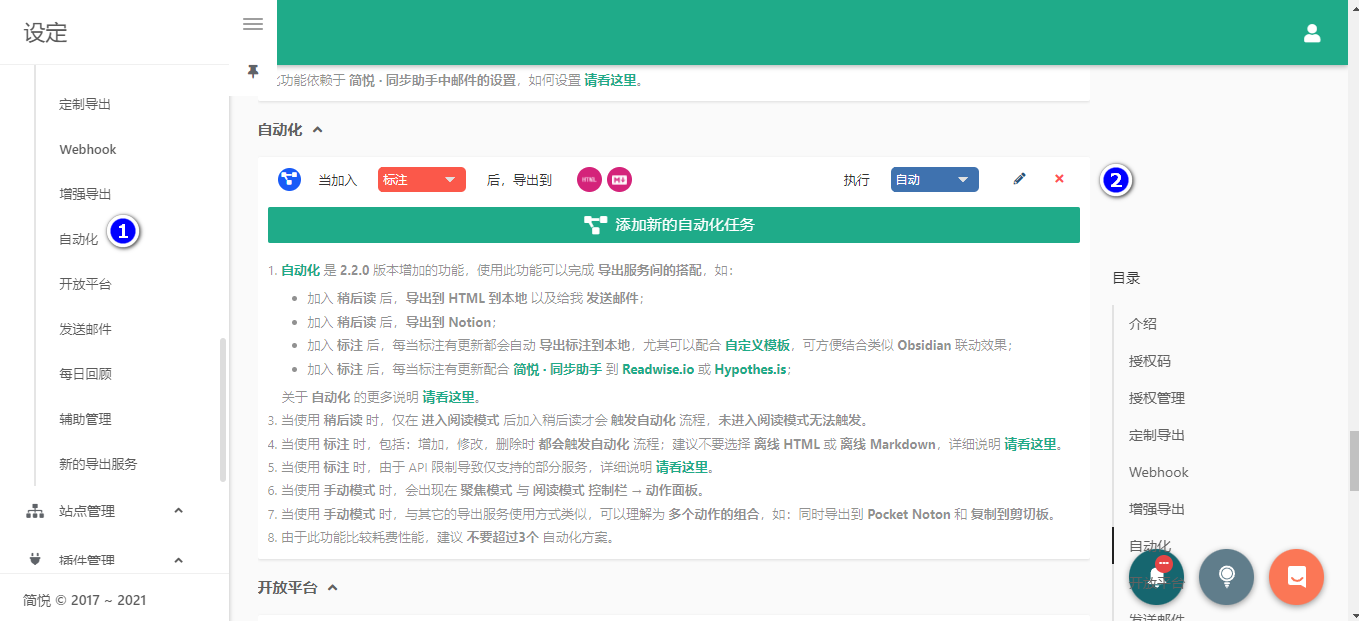 设定
定制导出
Webhook
增强导出
自动化
1
开放平台
发送邮件
每日回顾
辅助管理
新的导出服务
站点管理
插件管理
简悦 © 2017 ~ 2021
功能依赖于 简悦 · 同步助手中邮件的设置，如何设置 请看这里。
自动化
当加入 标注 后，导出到 HTML 执行 自动
2
添加新的自动化任务
1. 自动化 是 2.2.0 版本增加的功能，使用此功能可以完成 导出服务间的搭配，如：
加入 稍后读 后，导出到 HTML 到本地 以及给我 发送邮件；
加入 稍后读 后，导出到 Notion；
加入 标注 后，每当标注有更新都会自动 导出标注到本地，尤其可以配合 自定义模板，可方便结合类似 Obsidian 联动效果；
加入 标注 后，每当标注有更新配合 简悦 · 同步助手 到 Readwise.io 或 Hypothes.is；
关于 自动化 的更多说明 请看这里。
3. 当使用 稍后读 时，仅在 进入阅读模式 后加入稍后读才会 触发自动化 流程，未进入阅读模式无法触发。
4. 当使用 标注 时，包括：增加，修改，删除时 都会触发自动化 流程；建议不要选择 离线 HTML 或 离线 Markdown，详细说明 请看这里。
5. 当使用 标注 时，由于 API 限制导致仅支持的部分服务，详细说明 请看这里。
6. 当使用 手动模式 时，会出现在 聚焦模式 与 阅读模式 控制栏 → 动作面板。
7. 当使用 手动模式 时，与其它的导出服务使用方式类似，可以理解为 多个动作的组合，如：同时导出到 Pocket Noton 和 复制到剪切板。
8. 由于此功能比较耗费性能，建议 不要超过3个 自动化方案。
开放平台
目录
介绍
授权码
授权管理
定制导出
Webhook
增强导出
自动化
开放平台
发送邮件